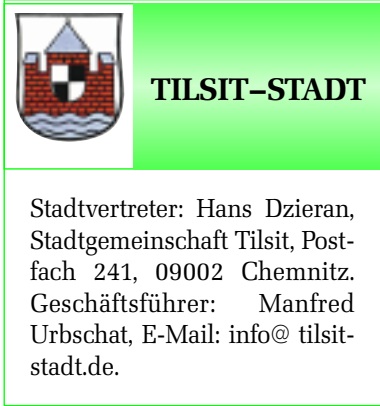 TILSIT–STADT
Stadtvertreter: Hans Dzieran,
Stadtgemeinschaft Tilsit, Post-
fach 241, 09002 Chemnitz.
Geschäftsführer: Manfred
Urbschat, E-Mail: info@ tilsit-
stadt.de.